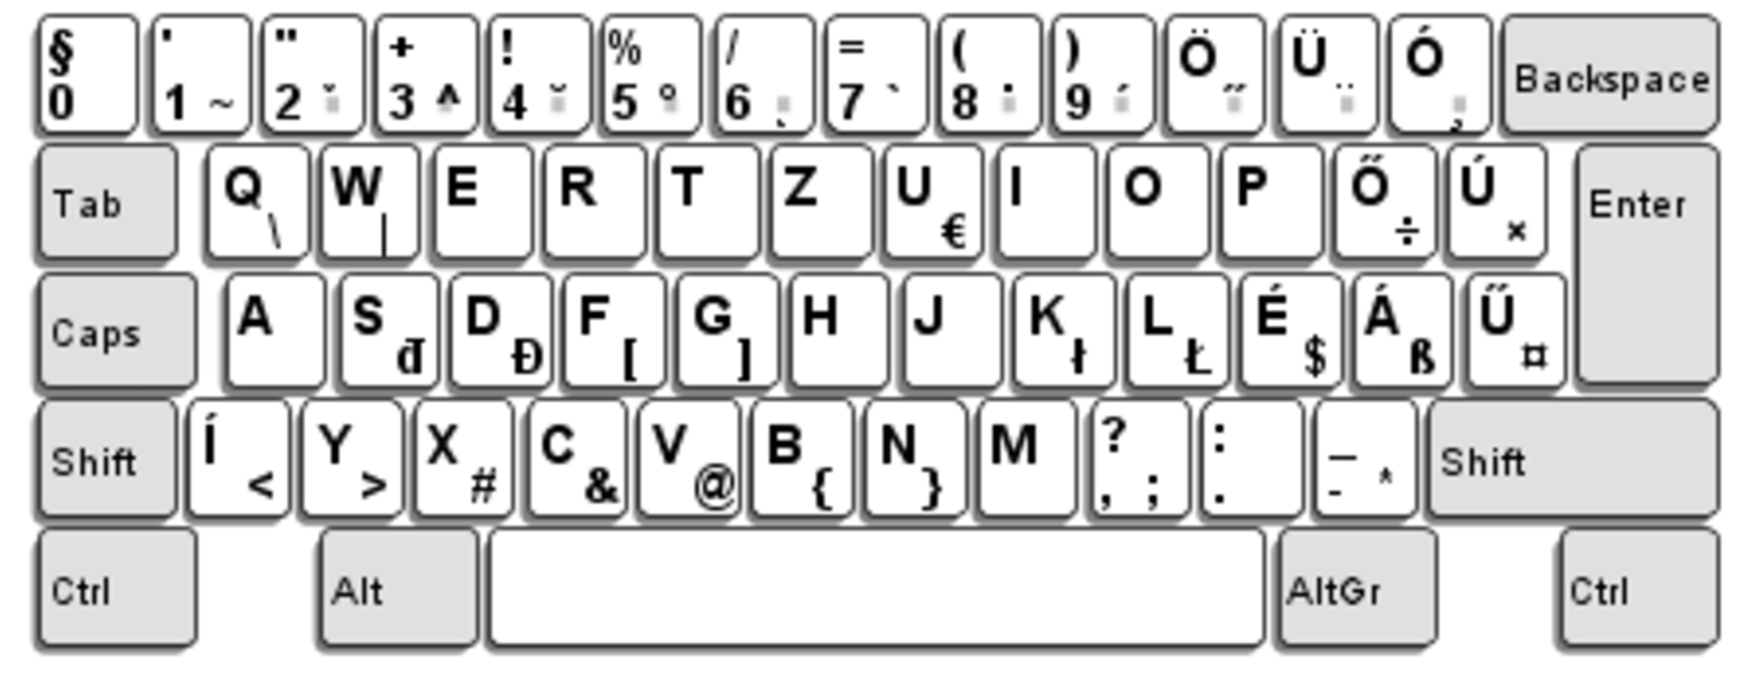 § ' " + ! % / = ( ) Ö Ü Ó Backspace
0 1 ~ 2 ˇ 3 ^ 4 ˘ 5 ° 6 ˛ 7 ` 8 ˙ 9 ´ ˝ ¨ ¸
Tab Q \ W | E R T Z U € I O P Ő ÷ Ú × Enter
Caps A S đ D Đ F [ G ] H J K ł L Ł É $ Á ß Ű ¤
Shift Í < Y > X # C & V @ B { N } M ? , ; : . _ - * Shift
Ctrl Alt AltGr Ctrl